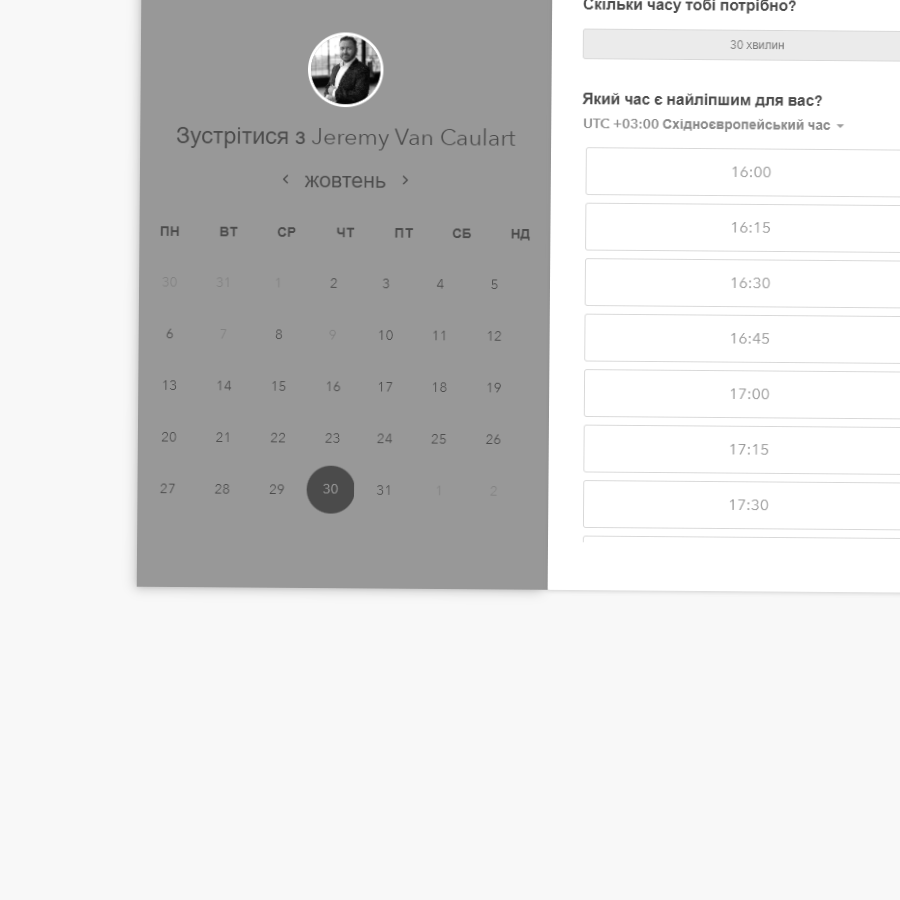 Зустрітися з Jeremy Van Caulart
жовтень
ПН ВТ СР ЧТ ПТ СБ НД
30 31 1 2 3 4 5
6 7 8 9 10 11 12
13 14 15 16 17 18 19
20 21 22 23 24 25 26
27 28 29 30 31 1 2
Скільки часу тобі потрібно?
30 хвилин
Який час є найліпшим для вас?
UTC +03:00 Східноєвропейський час
16:00
16:15
16:30
16:45
17:00
17:15
17:30